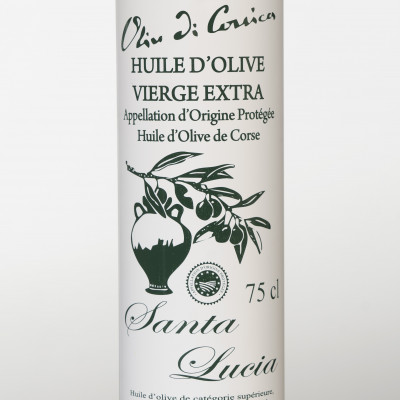 Oliu di Corsica
HUILE D'OLIVE
VIERGE EXTRA
Appellation d'Origine Protégée
Huile d'Olive de Corse
75 cl
Santa
Lucia
Huile d'olive de catégorie supérieure,